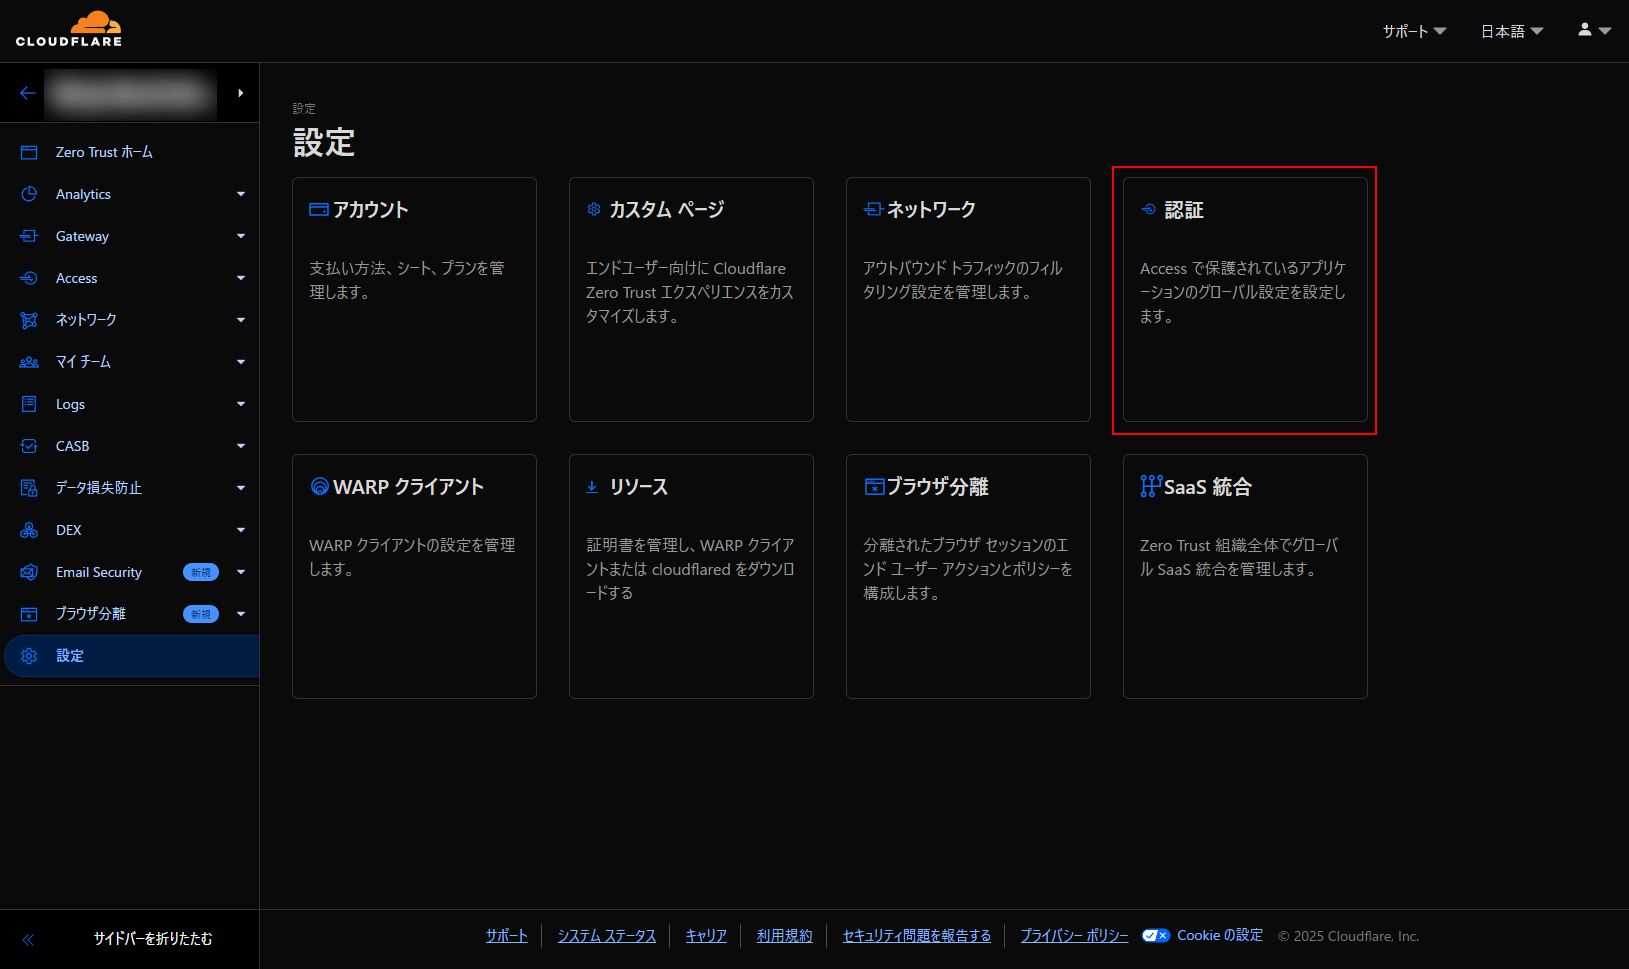 CLOUDFLARE
サポート
日本語
Zero Trust ホーム
Analytics
Gateway
Access
ネットワーク
マイ チーム
Logs
CASB
データ損失防止
DEX
Email Security 新規
ブラウザ分離 新規
設定
サイドバーを折りたたむ
設定
設定
アカウント
支払い方法、シート、プランを管
理します。
カスタム ページ
エンドユーザー向けに Cloudflare
Zero Trust エクスペリエンスをカス
タマイズします。
ネットワーク
アウトバウンド トラフィックのフィル
タリング設定を管理します。
認証
Access で保護されているアプリケ
ーションのグローバル設定を設定し
ます。
WARP クライアント
WARP クライアントの設定を管理
します。
リソース
証明書を管理し、WARP クライア
ントまたは cloudflared をダウンロ
ードする
ブラウザ分離
分離されたブラウザ セッションのエ
ンド ユーザー アクションとポリシーを
構成します。
SaaS 統合
Zero Trust 組織全体でグローバ
ル SaaS 統合を管理します。
サポート
システム ステータス
キャリア
利用規約
セキュリティ問題を報告する
プライバシー ポリシー
Cookie の設定
© 2025 Cloudflare, Inc.